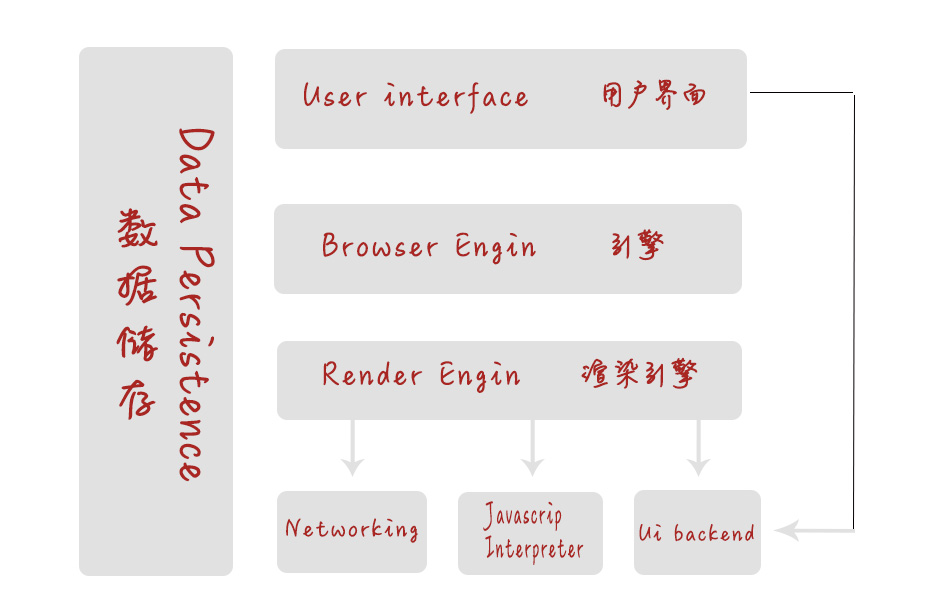 Data Persistence
数据储存
User interface 用户界面
Browser Engin 引擎
Render Engin 渲染引擎
Networking
Javascrip
Interpreter
Ui backend